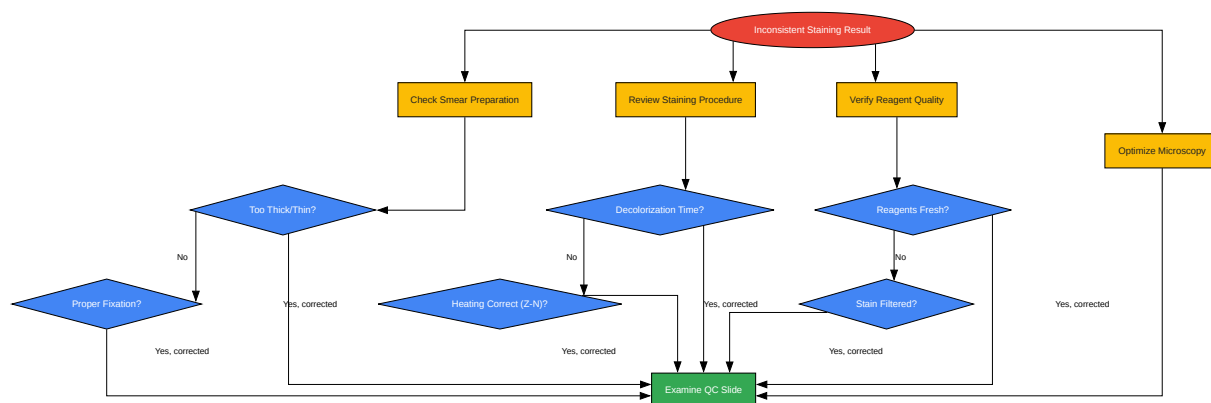 Inconsistent Staining Result
Check Smear Preparation
Review Staining Procedure
Verify Reagent Quality
Optimize Microscopy
Too Thick/Thin?
Decolorization Time?
Reagents Fresh?
No
No
No
Proper Fixation?
Yes, corrected
Heating Correct (Z-N)?
Yes, corrected
Stain Filtered?
Yes, corrected
Yes, corrected
Yes, corrected
Yes, corrected
Examine QC Slide